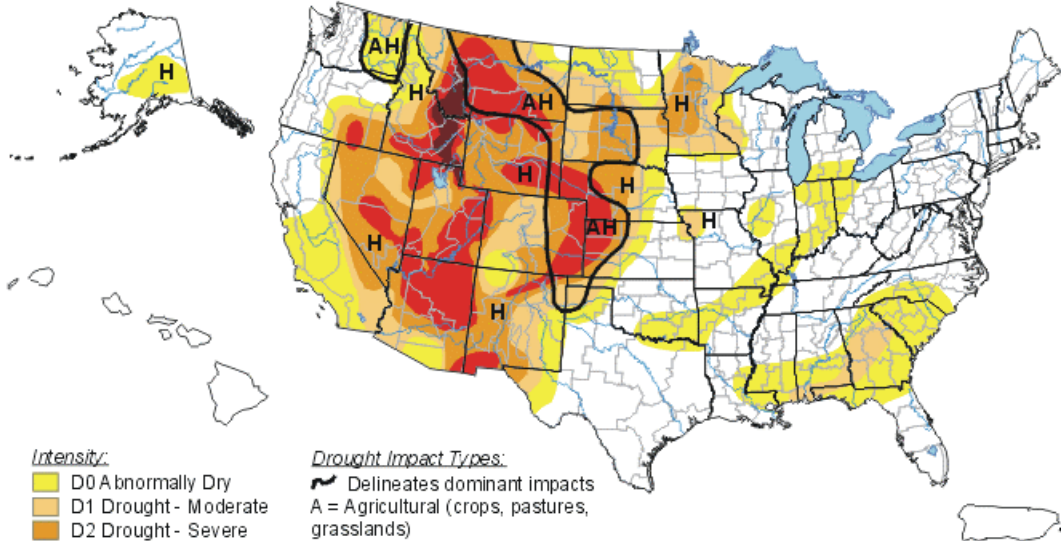 H
AH
H
AH
H
H
H
AH
H
H
H
Intensity:
D0 Abnormally Dry
D1 Drought - Moderate
D2 Drought - Severe
Drought Impact Types:
Delineates dominant impacts
A = Agricultural (crops, pastures,
grasslands)